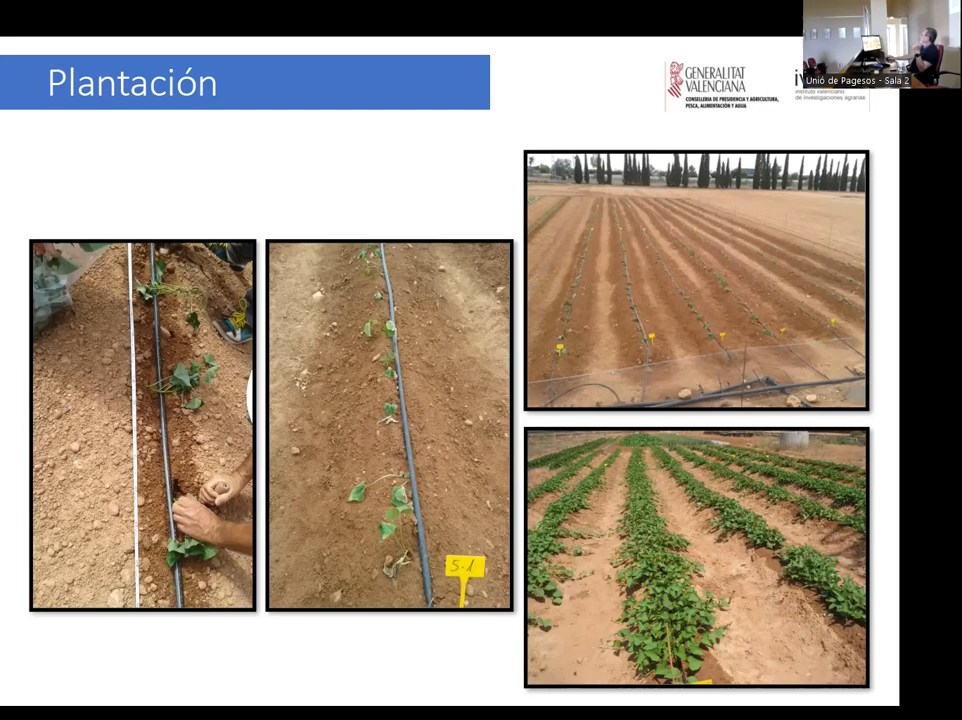 Plantación
GENERALITAT
VALENCIANA
CONSELLERIA DE PRESIDENCIA Y AGRICULTURA,
PESCA, ALIMENTACIÓN Y AGUA
instituto valenciano
de investigaciones agrarias
Unió de Pagesos - Sala 2
5.1